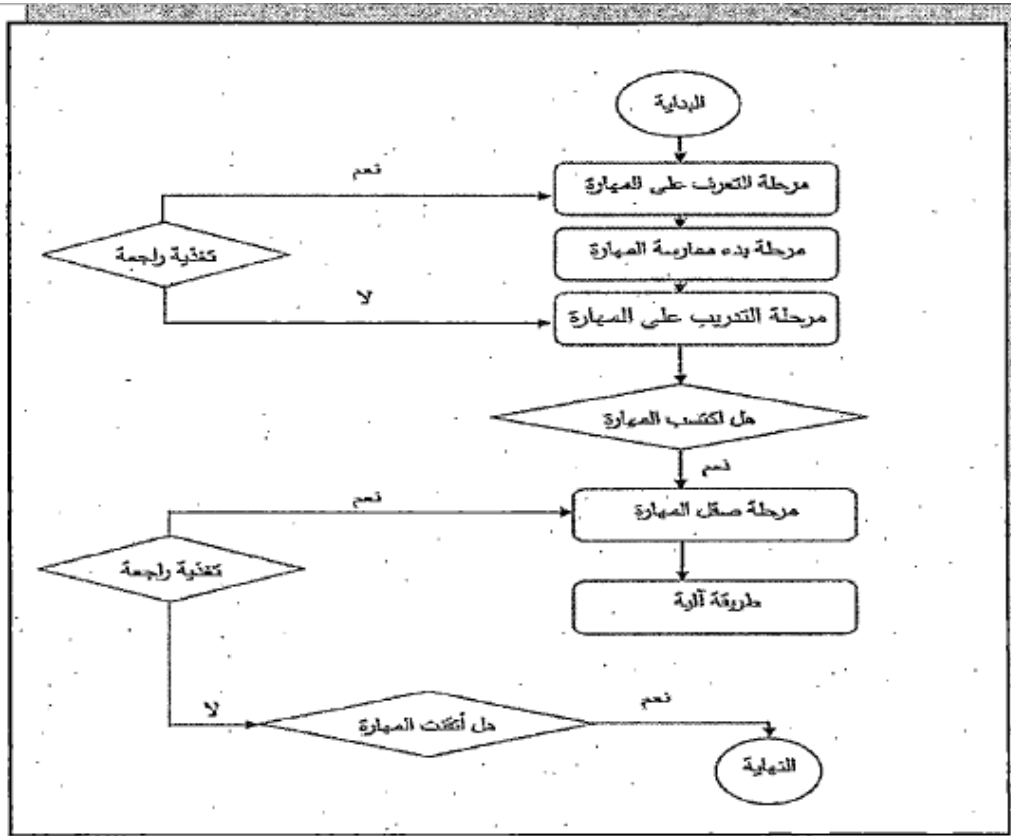 البداية
نعم
مرحلة التعرف على المهارة
تغذية راجعة
مرحلة بدء ممارسة المهارة
لا
مرحلة التدريب على المهارة
هل اكتسب المهارة
نعم
نعم
مرحلة صقل المهارة
تغذية راجعة
طريقة آلية
لا
هل أتقنت المهارة
نعم
النهاية